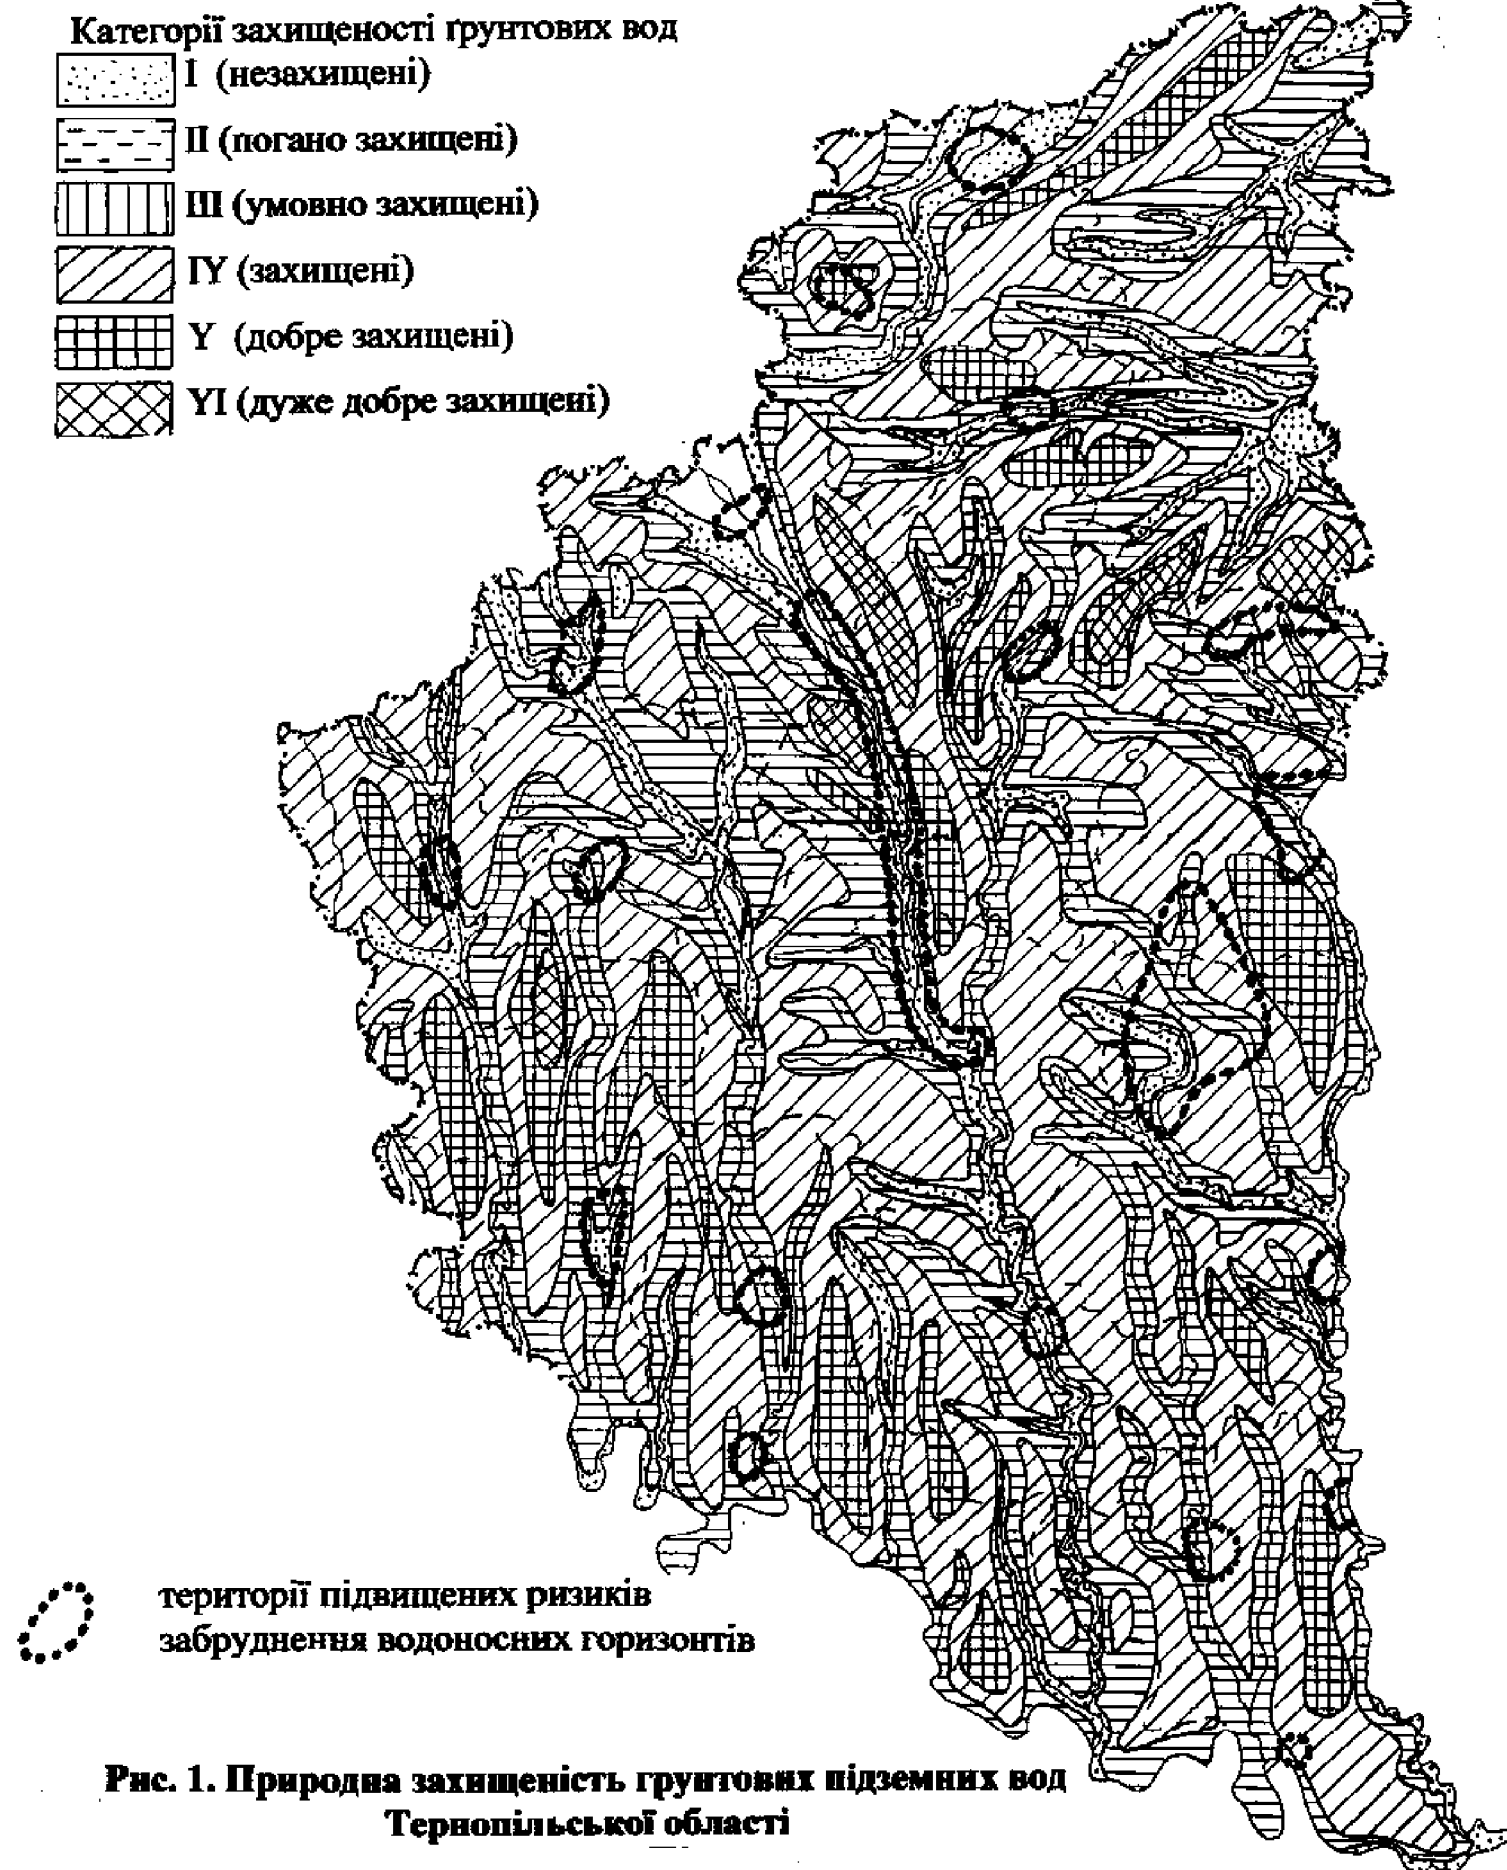 Категорії захищеності ґрунтових вод
I (незахищені)
II (погано захищені)
III (умовно захищені)
IY (захищені)
Y (добре захищені)
YI (дуже добре захищені)
території підвищених ризиків
забруднення водоносних горизонтів
Рис. 1. Природна захищеність грунтових підземних вод
Тернопільської області